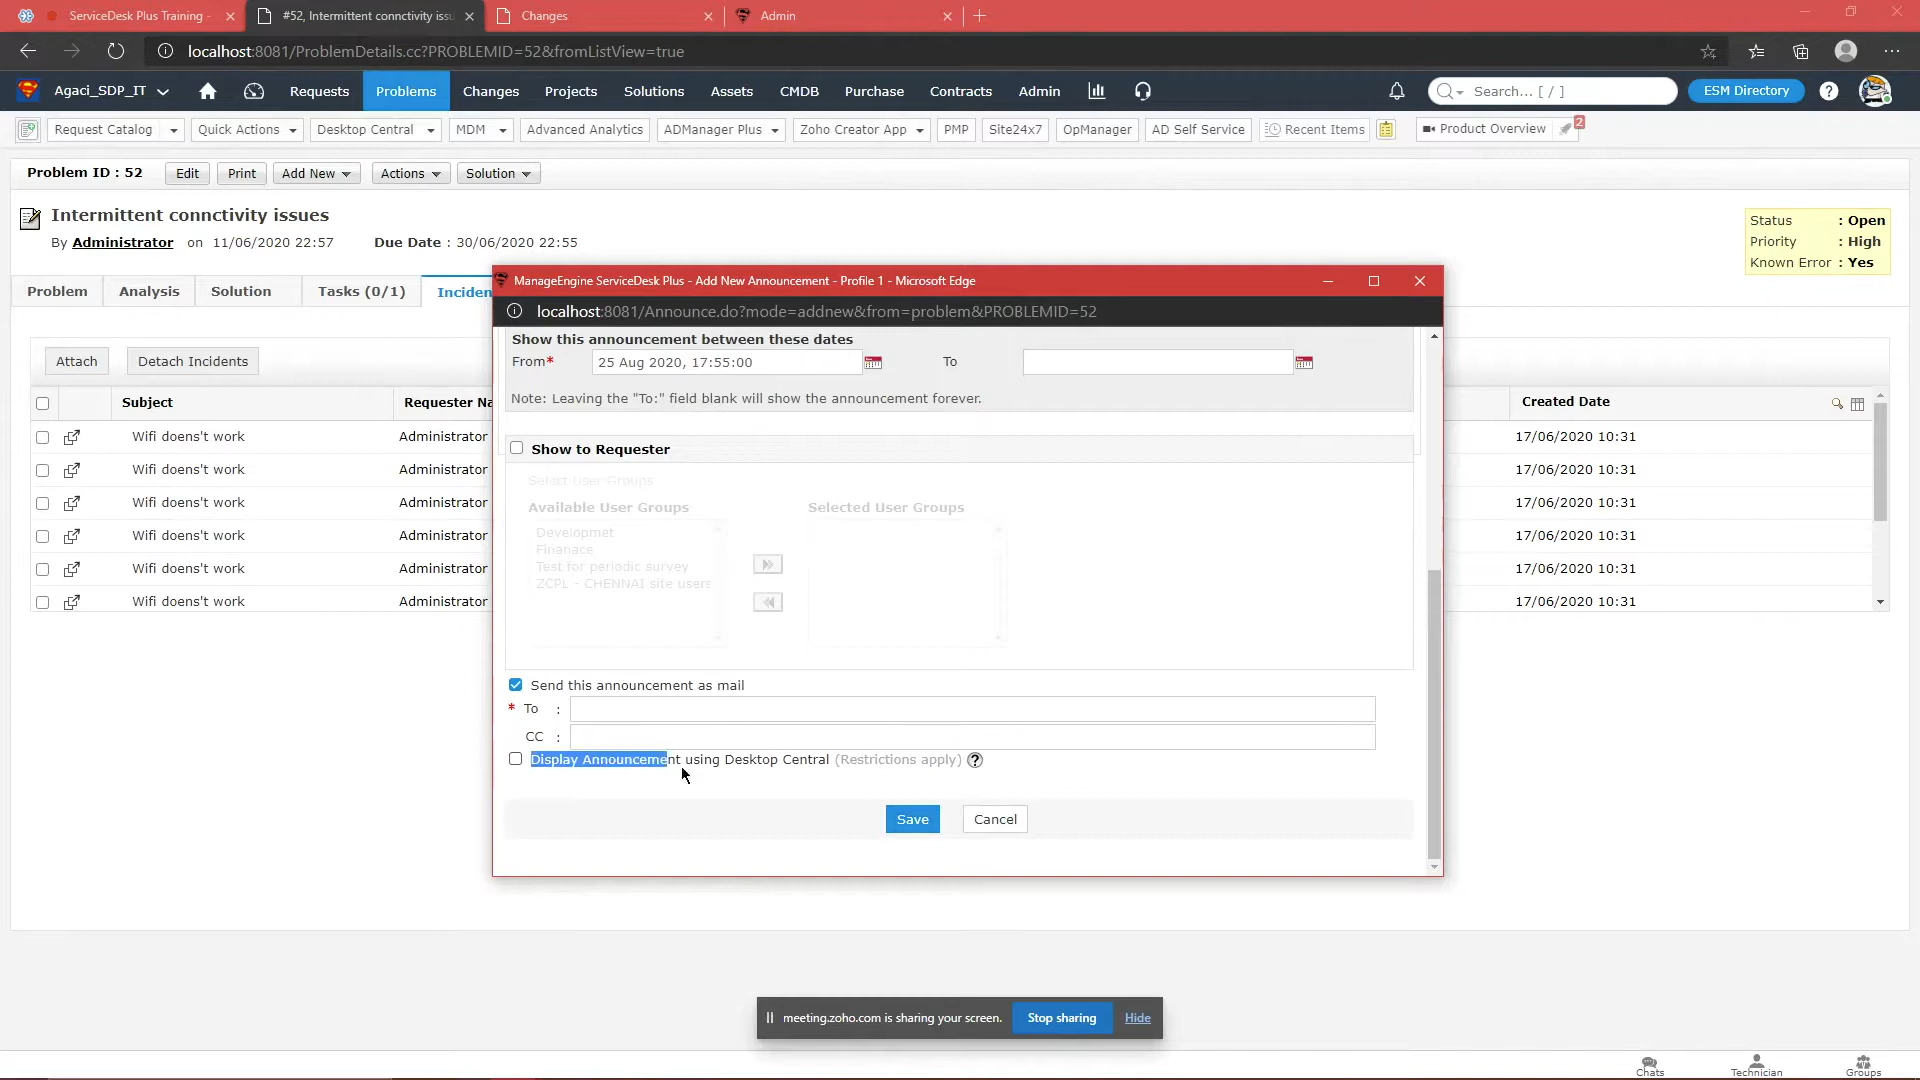 ServiceDesk Plus Training -
#52, Intermittent connctivity issu
Changes
Admin
localhost:8081/ProblemDetails.cc?PROBLEMID=52&fromListView=true
Agaci_SDP_IT
Requests
Problems
Changes
Projects
Solutions
Assets
CMDB
Purchase
Contracts
Admin
Search... [ / ]
ESM Directory
Request Catalog
Quick Actions
Desktop Central
MDM
Advanced Analytics
ADManager Plus
Zoho Creator App
PMP
Site24x7
OpManager
AD Self Service
Recent Items
Product Overview
2
Problem ID : 52
Edit
Print
Add New
Actions
Solution
Intermittent connctivity issues
By Administrator on 11/06/2020 22:57 Due Date : 30/06/2020 22:55
Status : Open
Priority : High
Known Error : Yes
Problem
Analysis
Solution
Tasks (0/1)
Inciden
Attach
Detach Incidents
Subject
Requester Na
Created Date
Wifi doens't work Administrator 17/06/2020 10:31
Wifi doens't work Administrator 17/06/2020 10:31
Wifi doens't work Administrator 17/06/2020 10:31
Wifi doens't work Administrator 17/06/2020 10:31
Wifi doens't work Administrator 17/06/2020 10:31
Wifi doens't work Administrator 17/06/2020 10:31
ManageEngine ServiceDesk Plus - Add New Announcement - Profile 1 - Microsoft Edge
localhost:8081/Announce.do?mode=addnew&from=problem&PROBLEMID=52
Show this announcement between these dates
From* 25 Aug 2020, 17:55:00 To
Note: Leaving the "To:" field blank will show the announcement forever.
Show to Requester
Select User Groups
Available User Groups
Selected User Groups
Developmet
Finanace
Test for periodic survey
ZCPL - CHENNAI site users
Send this announcement as mail
* To :
CC :
Display Announcement using Desktop Central (Restrictions apply) ?
Save
Cancel
meeting.zoho.com is sharing your screen.
Stop sharing
Hide
Chats
Technician
Groups